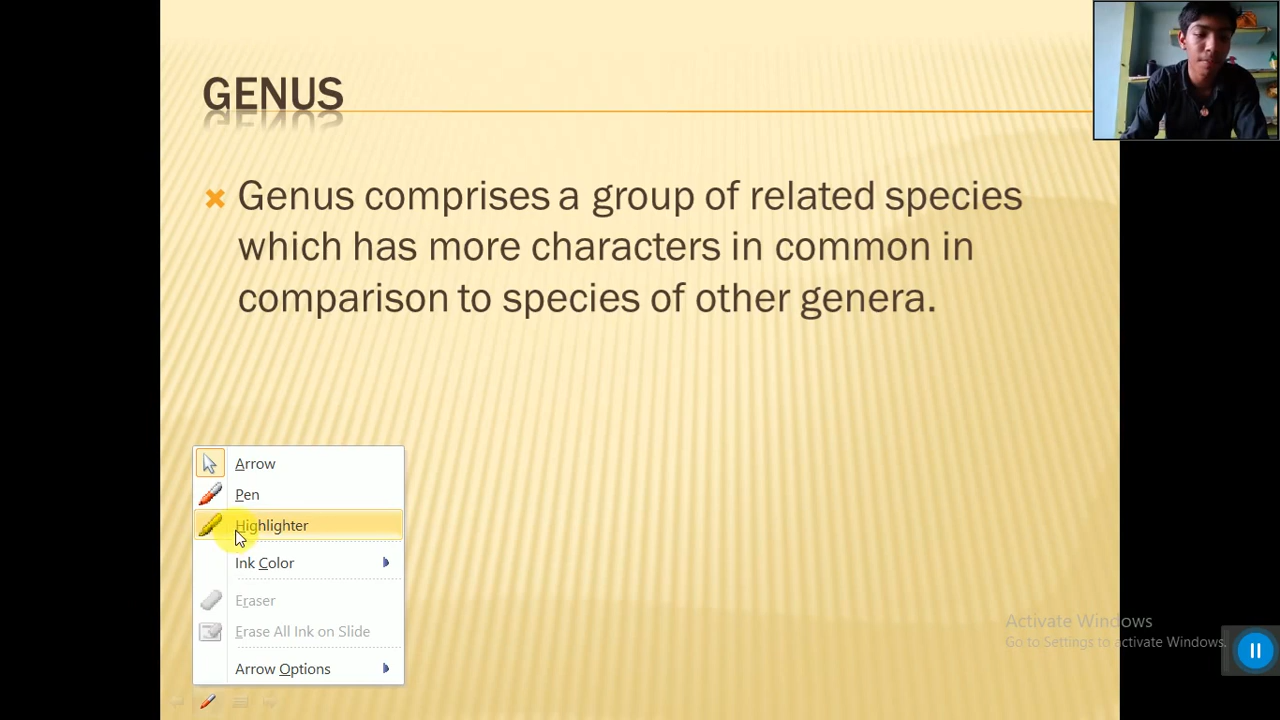 GENUS
Genus comprises a group of related species
which has more characters in common in
comparison to species of other genera.
Arrow
Pen
Highlighter
Ink Color
Eraser
Erase All Ink on Slide
Arrow Options
Activate Windows
Go to Settings to activate Windows.